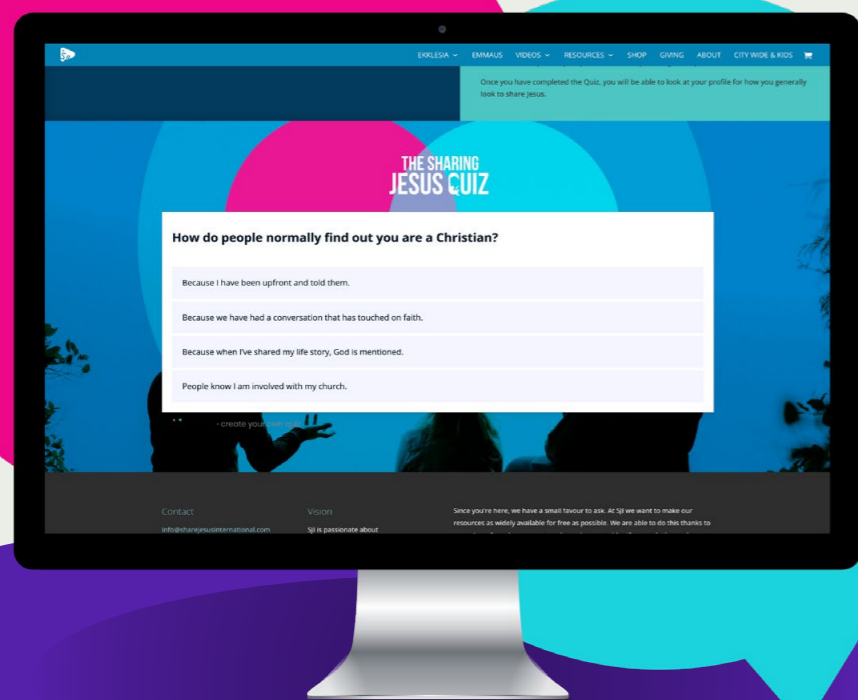 EKKLESIA EMMAUS VIDEOS RESOURCES SHOP GIVING ABOUT CITY WIDE & KIDS
Once you have completed the Quiz, you will be able to look at your profile for how you generally
look to share Jesus.
THE SHARING
JESUS QUIZ
How do people normally find out you are a Christian?
Because I have been upfront and told them.
Because we have had a conversation that has touched on faith.
Because when I've shared my life story, God is mentioned.
People know I am involved with my church.
- create your own quiz
Contact
info@sharejesusinternational.com
Vision
SJI is passionate about
Since you're here, we have a small favour to ask. At SJI we want to make our
resources as widely available for free as possible. We are able to do this thanks to